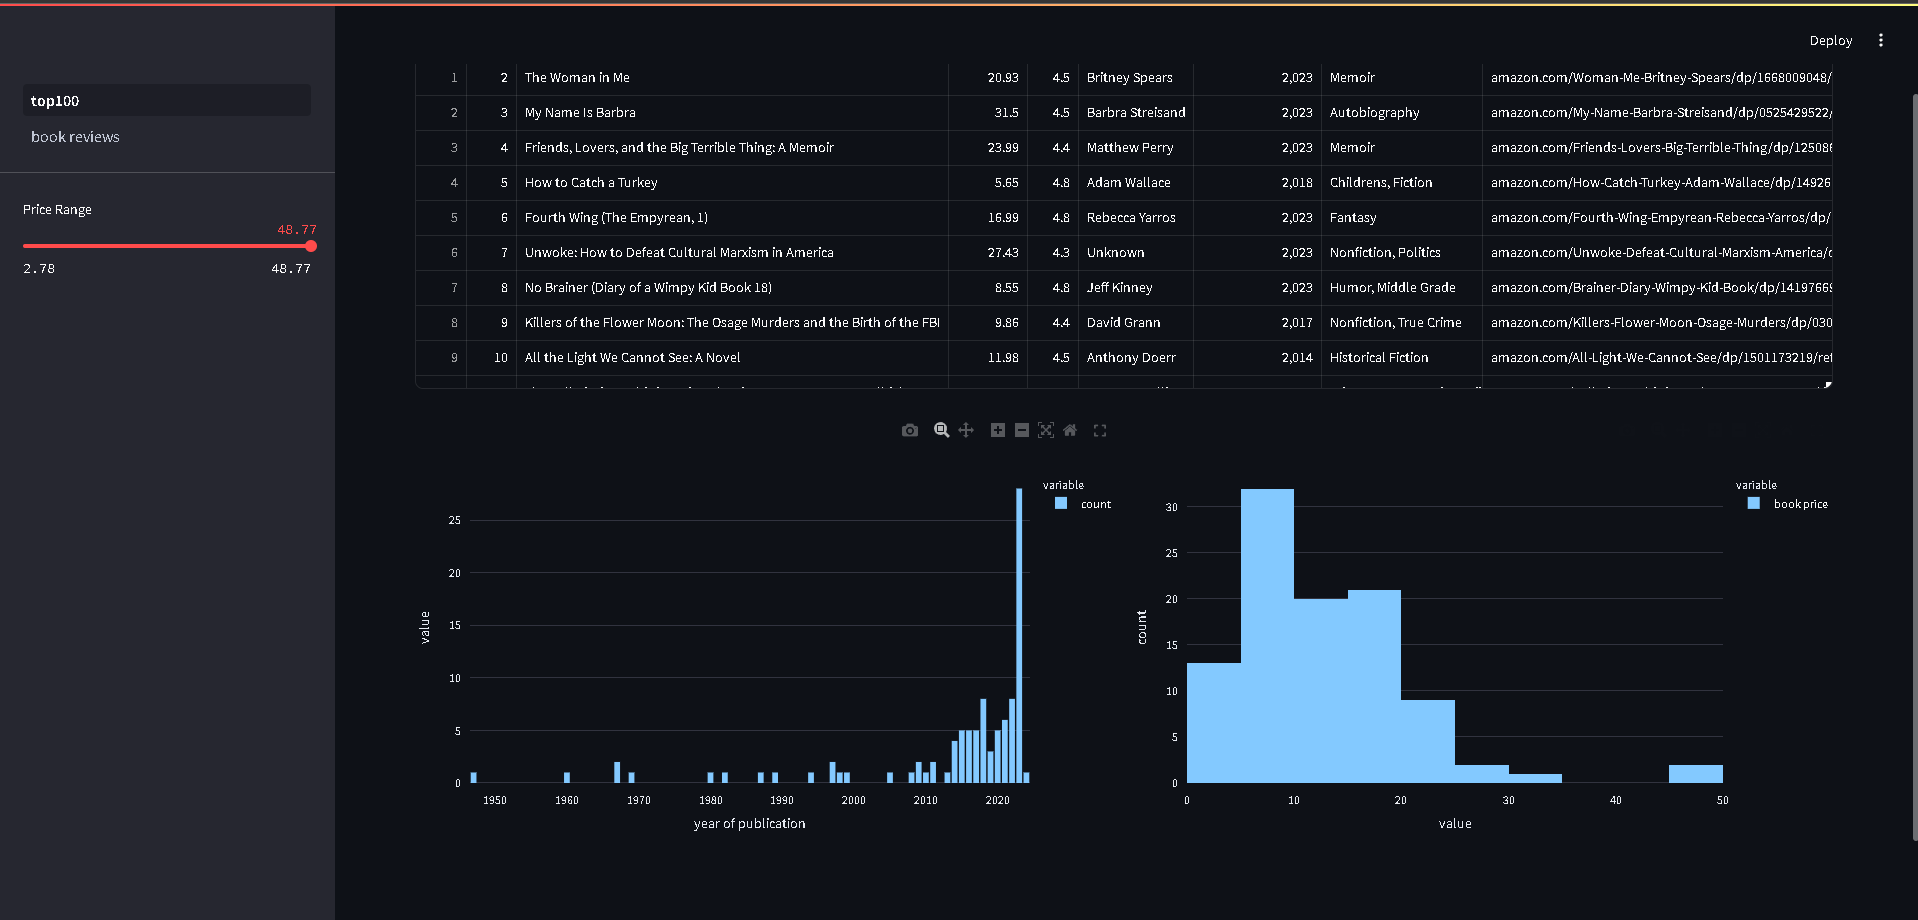 Deploy
top100
book reviews
Price Range
48.77
2.78 48.77
1 2 The Woman in Me 20.93 4.5 Britney Spears 2,023 Memoir amazon.com/Woman-Me-Britney-Spears/dp/1668009048/
2 3 My Name Is Barbra 31.5 4.5 Barbra Streisand 2,023 Autobiography amazon.com/My-Name-Barbra-Streisand/dp/0525429522/
3 4 Friends, Lovers, and the Big Terrible Thing: A Memoir 23.99 4.4 Matthew Perry 2,023 Memoir amazon.com/Friends-Lovers-Big-Terrible-Thing/dp/12508
4 5 How to Catch a Turkey 5.65 4.8 Adam Wallace 2,018 Childrens, Fiction amazon.com/How-Catch-Turkey-Adam-Wallace/dp/14926
5 6 Fourth Wing (The Empyrean, 1) 16.99 4.8 Rebecca Yarros 2,023 Fantasy amazon.com/Fourth-Wing-Empyrean-Rebecca-Yarros/dp/
6 7 Unwoke: How to Defeat Cultural Marxism in America 27.43 4.3 Unknown 2,023 Nonfiction, Politics amazon.com/Unwoke-Defeat-Cultural-Marxism-America/
7 8 No Brainer (Diary of a Wimpy Kid Book 18) 8.55 4.8 Jeff Kinney 2,023 Humor, Middle Grade amazon.com/Brainer-Diary-Wimpy-Kid-Book/dp/1419766
8 9 Killers of the Flower Moon: The Osage Murders and the Birth of the FBI 9.86 4.4 David Grann 2,017 Nonfiction, True Crime amazon.com/Killers-Flower-Moon-Osage-Murders/dp/030
9 10 All the Light We Cannot See: A Novel 11.98 4.5 Anthony Doerr 2,014 Historical Fiction amazon.com/All-Light-We-Cannot-See/dp/1501173219/ref
variable
count
25
20
15
10
5
0
value
1950 1960 1970 1980 1990 2000 2010 2020
year of publication
variable
book price
30
25
20
15
10
5
0
count
0 10 20 30 40 50
value